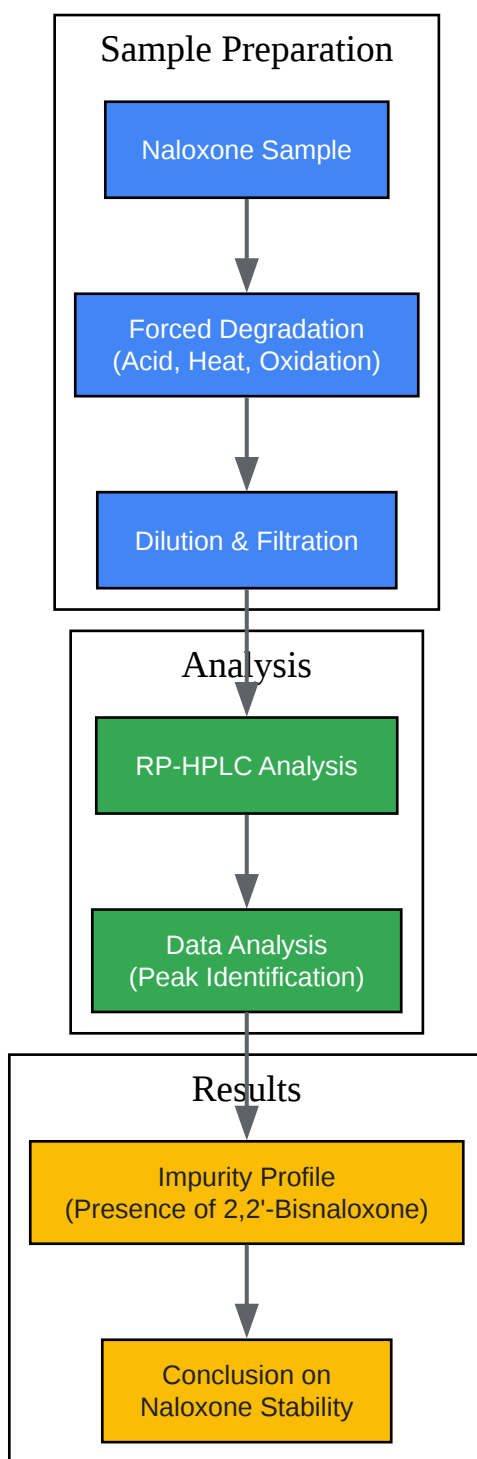 Sample Preparation
Naloxone Sample
Forced Degradation
(Acid, Heat, Oxidation)
Dilution & Filtration
Analysis
RP-HPLC Analysis
Data Analysis
(Peak Identification)
Results
Impurity Profile
(Presence of 2,2'-Bisnaloxone)
Conclusion on
Naloxone Stability